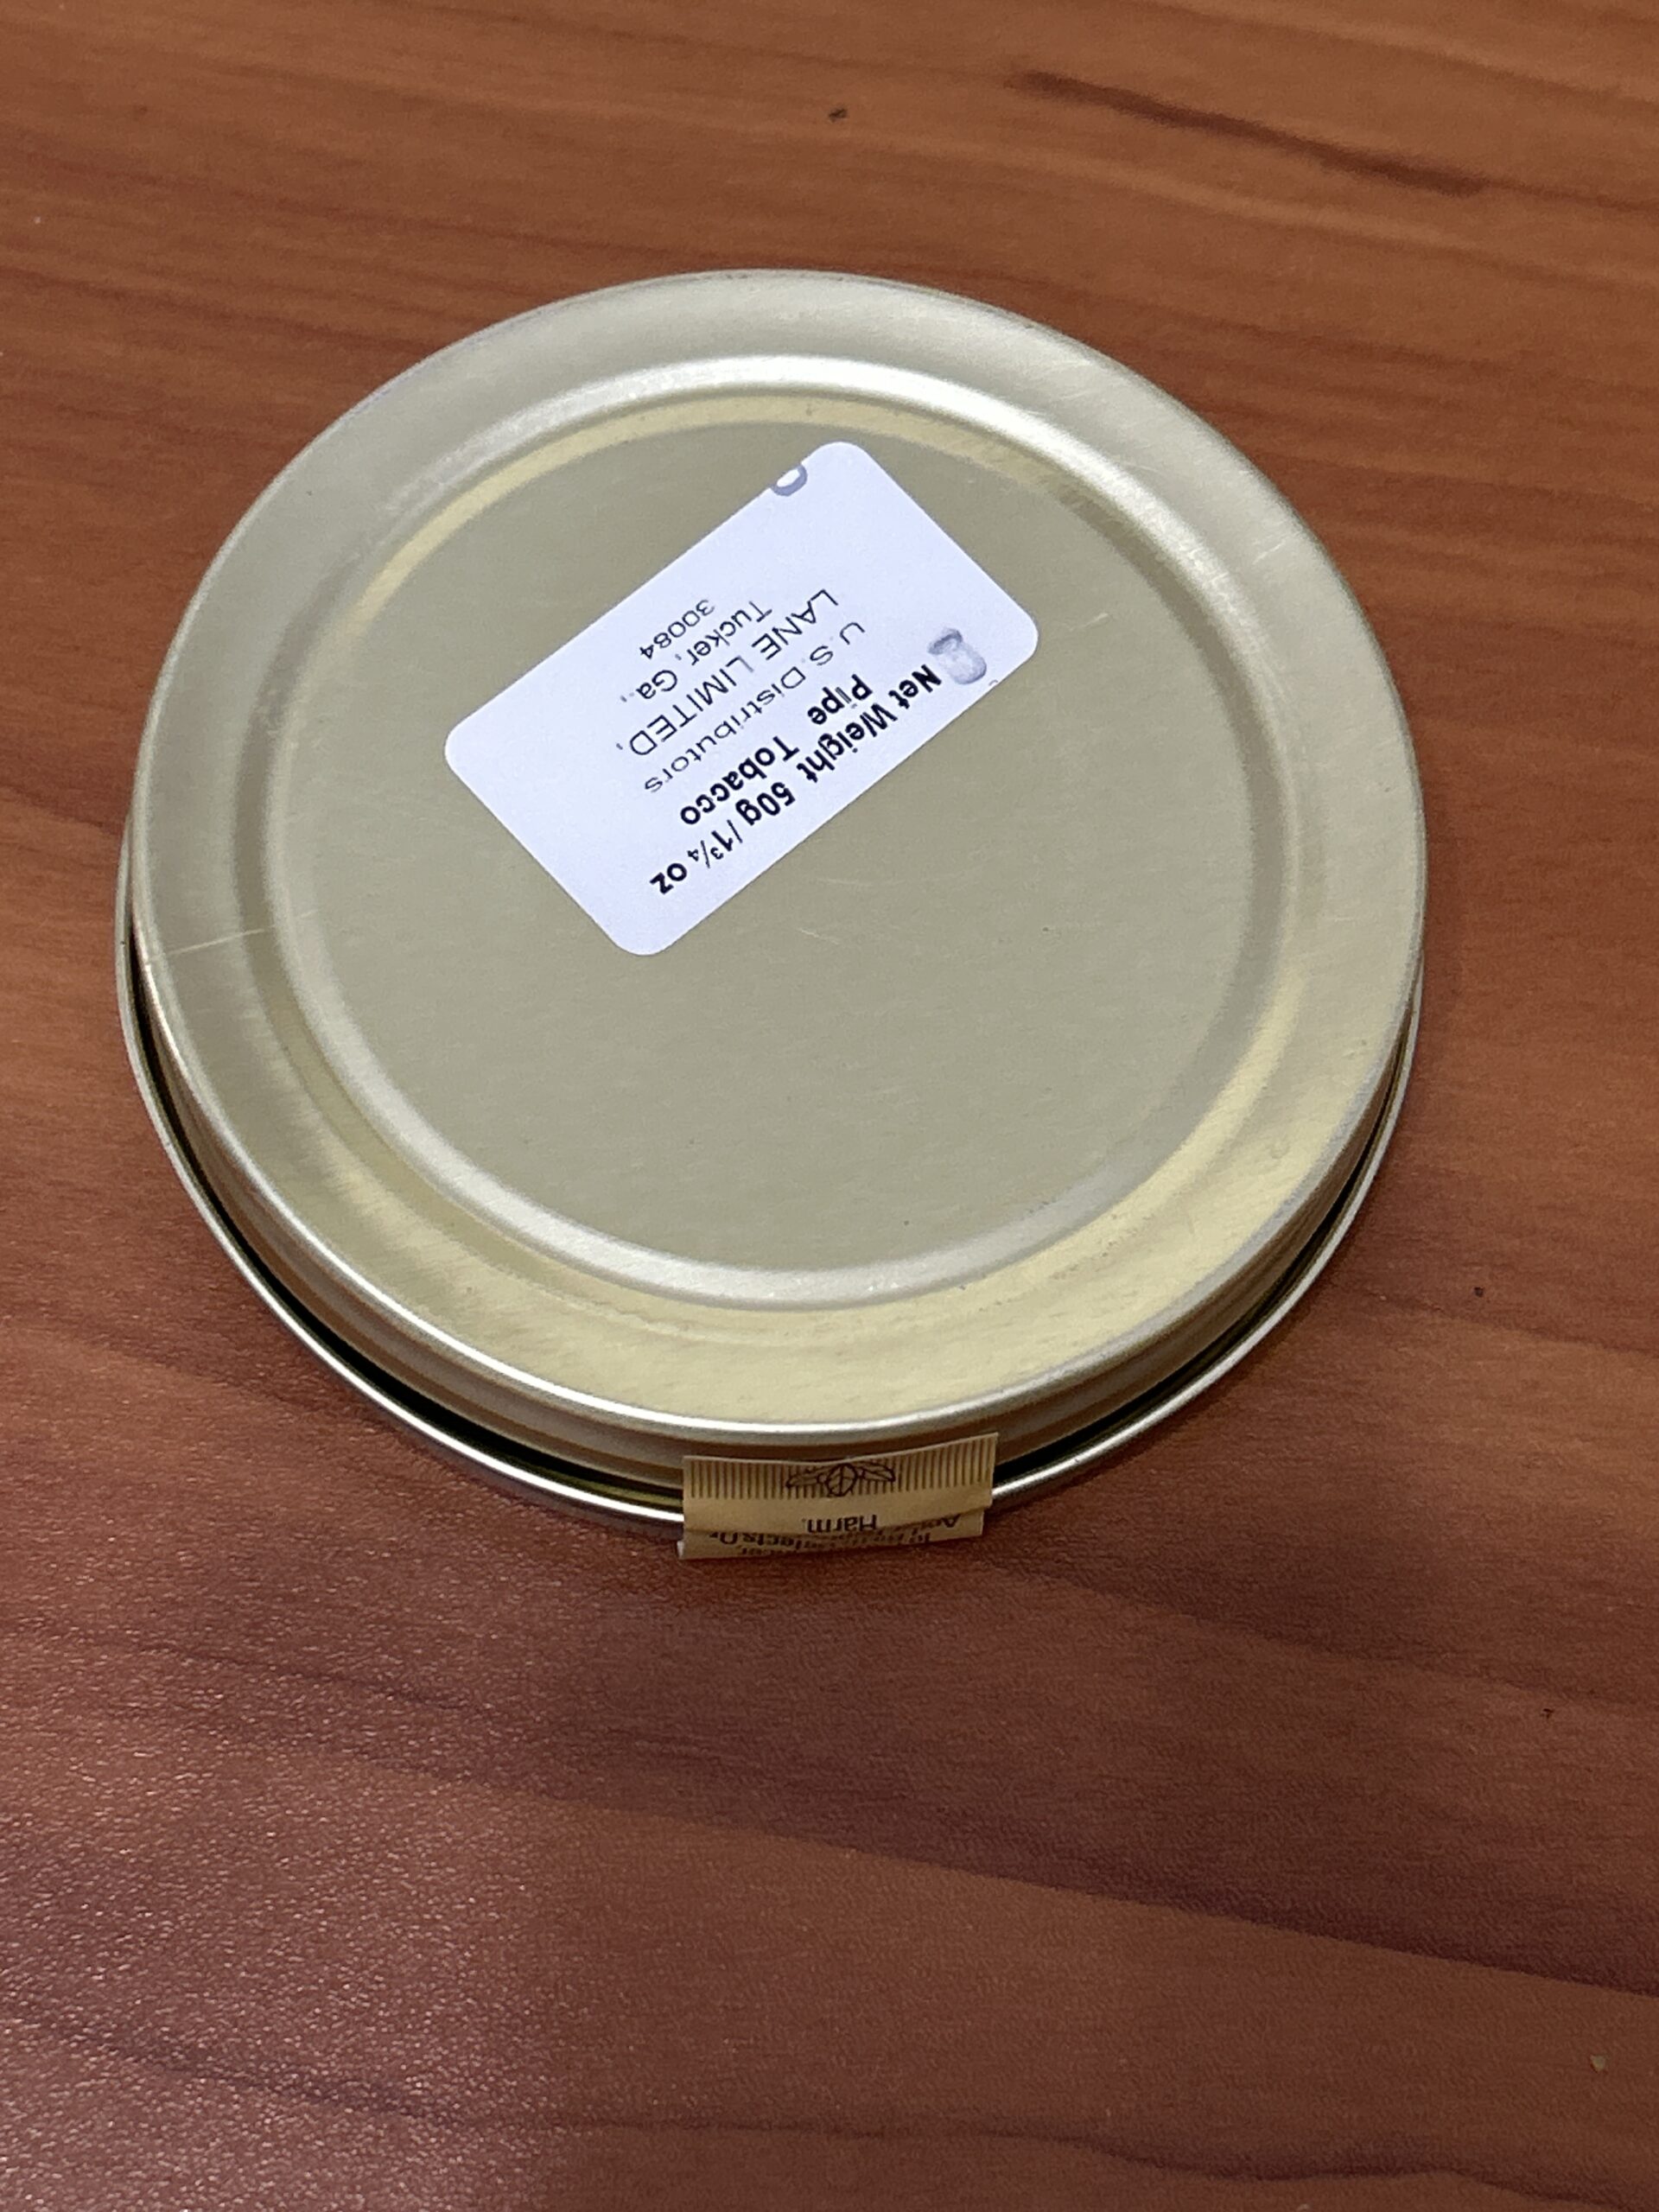 Net Weight 50g /1¾ oz
Pipe Tobacco
U.S. Distributors
LANE LIMITED,
Tucker, Ga.,
30084
Harm.